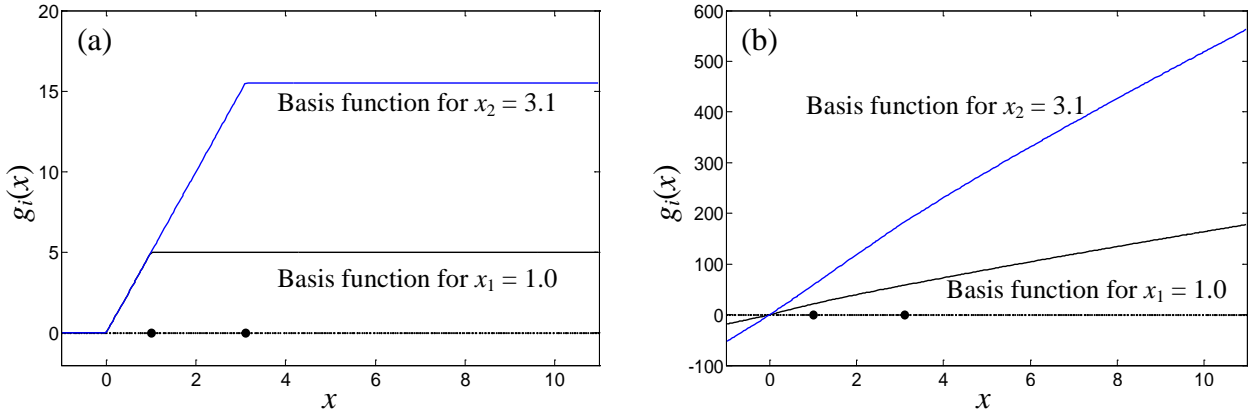 (a)
20
15
10
5
0
Basis function for x2 = 3.1
Basis function for x1 = 1.0
gi(x)
0 2 4 6 8 10
x
(b)
600
500
400
300
200
100
0
-100
Basis function for x2 = 3.1
Basis function for x1 = 1.0
gi(x)
0 2 4 6 8 10
x